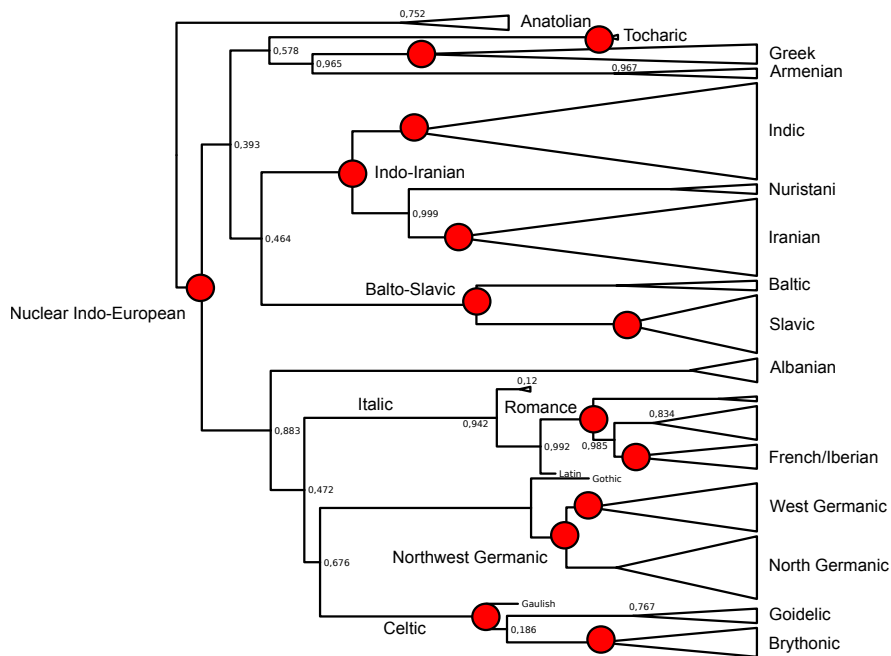 0,752
Anatolian
Tocharic
0,578
Greek
0,965
0,967
Armenian
Indic
0,393
Indo-Iranian
Nuristani
0,999
Iranian
0,464
Balto-Slavic
Baltic
Nuclear Indo-European
Slavic
Albanian
0,12
Italic
Romance
0,834
0,942
0,883
0,992
0,985
French/Iberian
Latin
Gothic
0,472
West Germanic
Northwest Germanic
0,676
North Germanic
Gaulish
0,767
Goidelic
Celtic
0,186
Brythonic